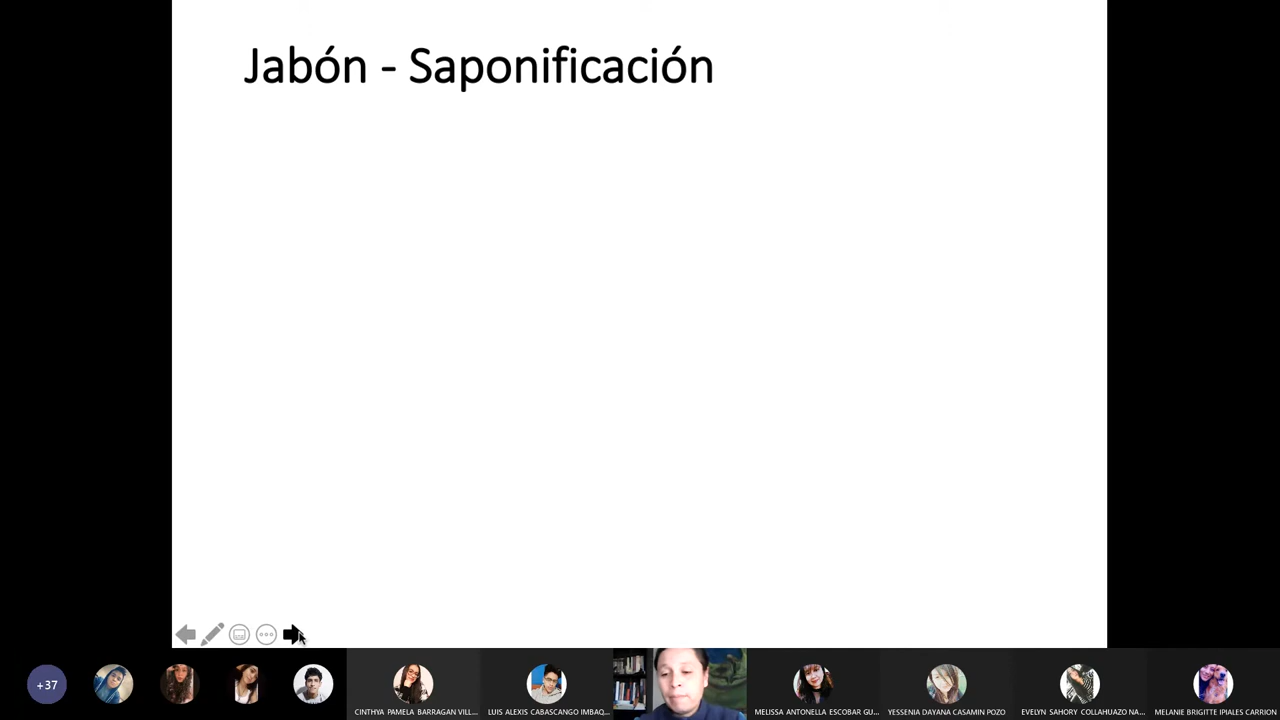 Jabón - Saponificación
+37
CINTHYA PAMELA BARRAGAN VILL...
LUIS ALEXIS CABASCANGO IMBAQ...
MELISSA ANTONELLA ESCOBAR GU...
YESSENIA DAYANA CASAMIN POZO
EVELYN SAHORY COLLAHUAZO NA...
MELANIE BRIGITTE IPIALES CARRION